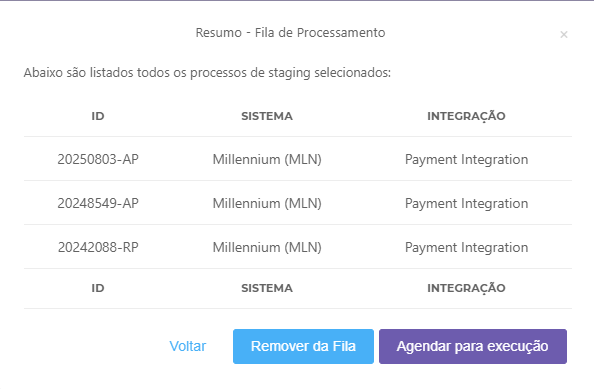 Resumo - Fila de Processamento ×
Abaixo são listados todos os processos de staging selecionados:
ID SISTEMA INTEGRAÇÃO
20250803-AP Millennium (MLN) Payment Integration
20248549-AP Millennium (MLN) Payment Integration
20242088-RP Millennium (MLN) Payment Integration
ID SISTEMA INTEGRAÇÃO
Voltar Remover da Fila Agendar para execução